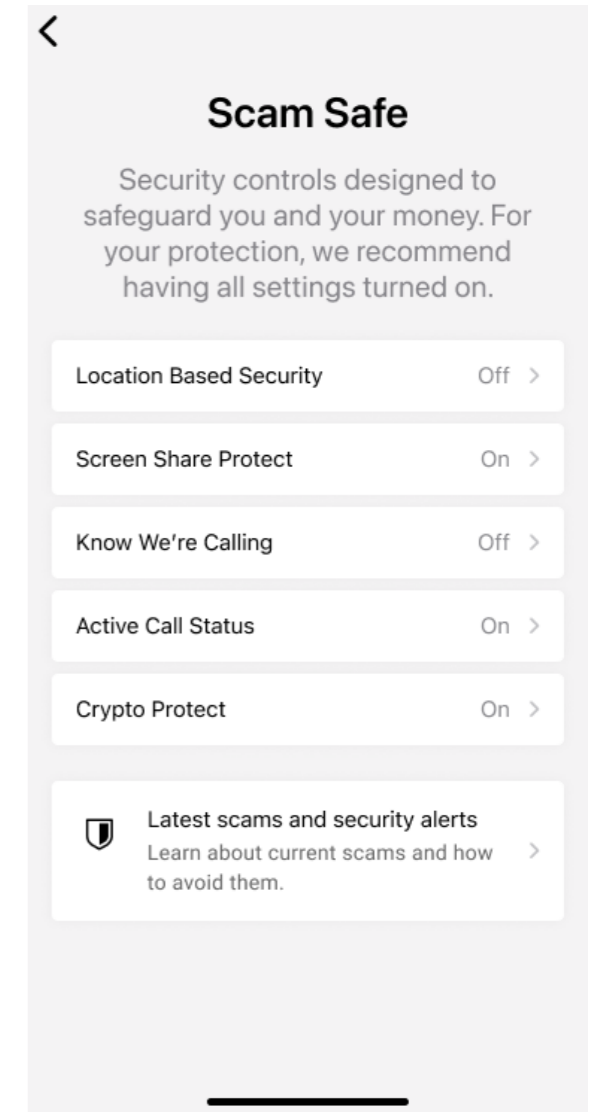 Scam Safe
Security controls designed to
safeguard you and your money. For
your protection, we recommend
having all settings turned on.
Location Based Security Off
Screen Share Protect On
Know We're Calling Off
Active Call Status On
Crypto Protect On
Latest scams and security alerts
Learn about current scams and how
to avoid them.